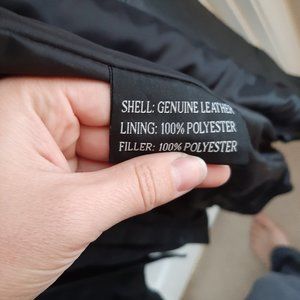 SHELL: GENUINE LEATHER
LINING: 100% POLYESTER
FILLER: 100% POLYESTER